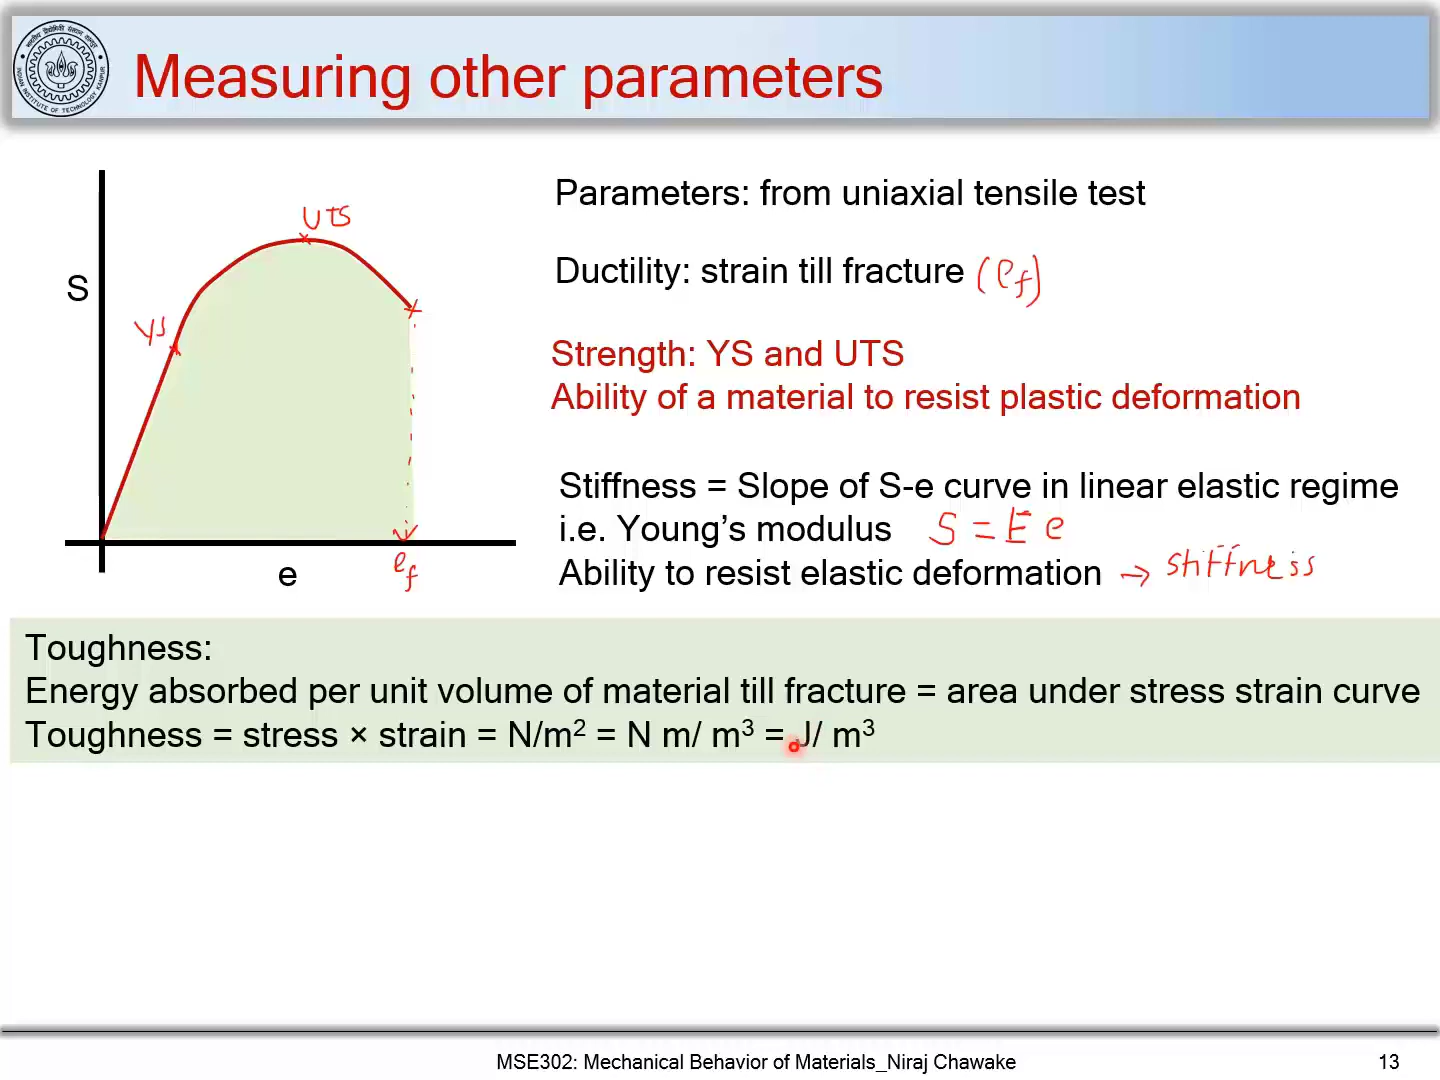 Measuring other parameters
Parameters: from uniaxial tensile test
Ductility: strain till fracture (ef)
Strength: YS and UTS
Ability of a material to resist plastic deformation
Stiffness = Slope of S-e curve in linear elastic regime
i.e. Young’s modulus S = E e
Ability to resist elastic deformation → stiffness
UTS
S
YS
e
ef
Toughness:
Energy absorbed per unit volume of material till fracture = area under stress strain curve
Toughness = stress × strain = N/m² = N m/ m³ = J/ m³
MSE302: Mechanical Behavior of Materials_Niraj Chawake
13